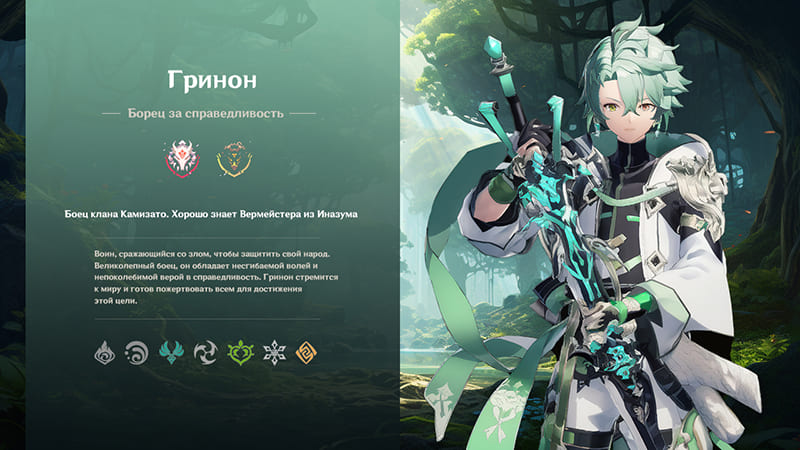 Гринон
Борец за справедливость
Боец клана Камизато. Хорошо знает Вермейстера из Иназума
Воин, сражающийся со злом, чтобы защитить свой народ.
Великолепный боец, он обладает несгибаемой волей и
непоколебимой верой в справедливость. Гринон стремится
к миру и готов пожертвовать всем для достижения
этой цели.